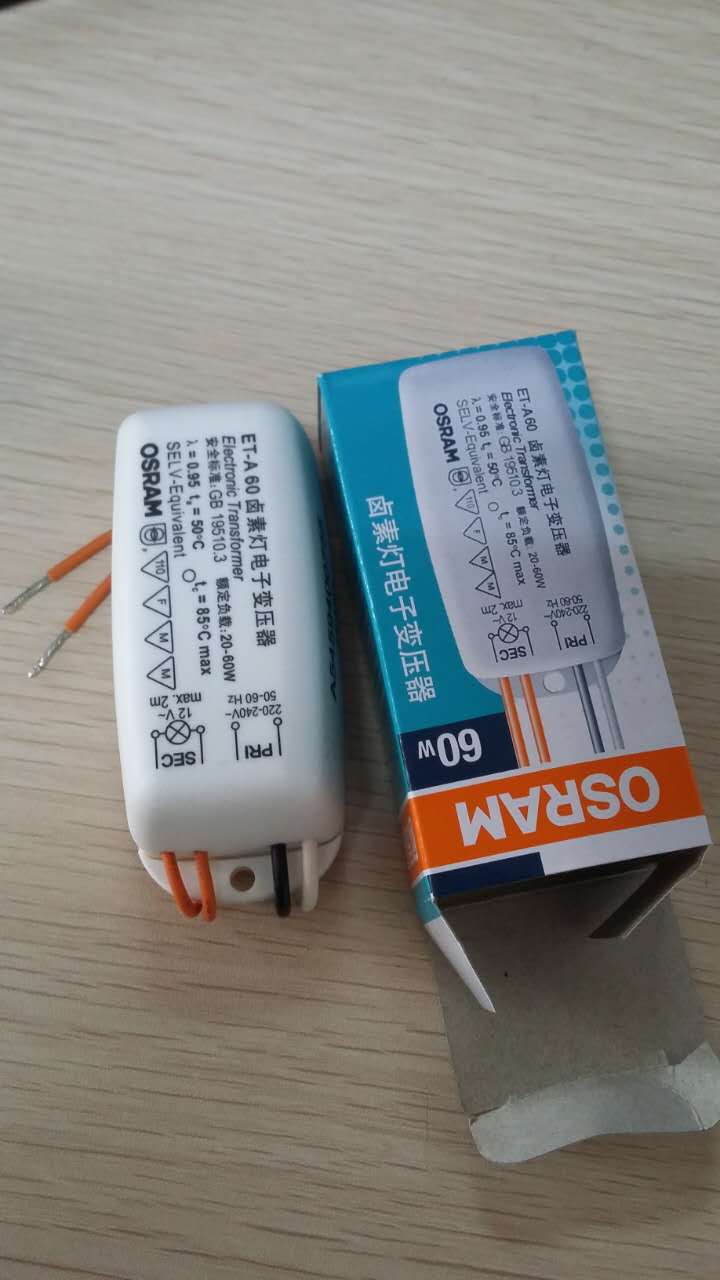 ET-A 60 卤素灯电子变压器
Electronic Transformer
安全标准: GB 19510.3 额定负载: 20-60W
λ = 0.95 tₐ = 50°C tc = 85°C max
SELV-Equivalent
OSRAM
110 F M M
PRI
220-240V~
50-60 Hz
SEC
12 V~
max. 2m
ET-A 60 卤素灯电子变压器
Electronic Transformer
安全标准: GB 19510.3 额定负载: 20-60W
λ = 0.95 tₐ = 50°C tc = 85°C max
SELV-Equivalent
OSRAM
110 F M M
PRI
220-240V~
50-60 Hz
SEC
12 V~
max. 2m
卤素灯电子变压器
60W
OSRAM